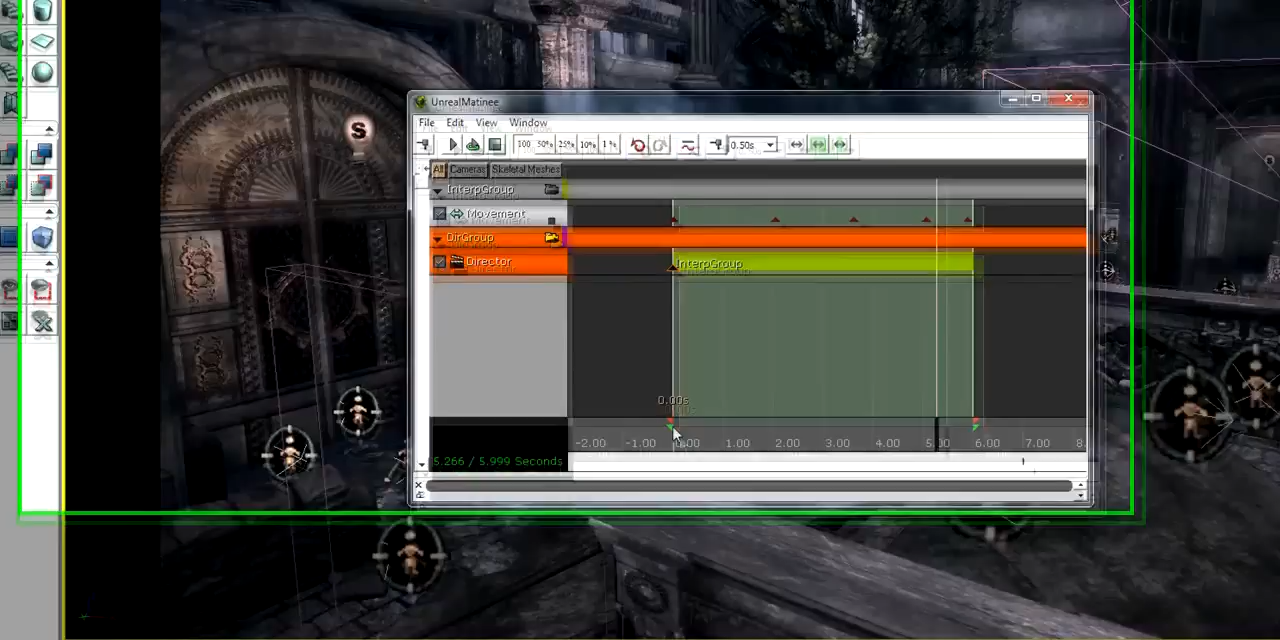 S
UnrealMatinee
File Edit View Window
100 50% 25% 10% 1% 0.50s
All Cameras Skeletal Meshes
InterpGroup
Movement
DirGroup
Director InterpGroup
0.00s
-2.00 -1.00 0.00 1.00 2.00 3.00 4.00 5.00 6.00 7.00 8.
5.266 / 5.999 Seconds